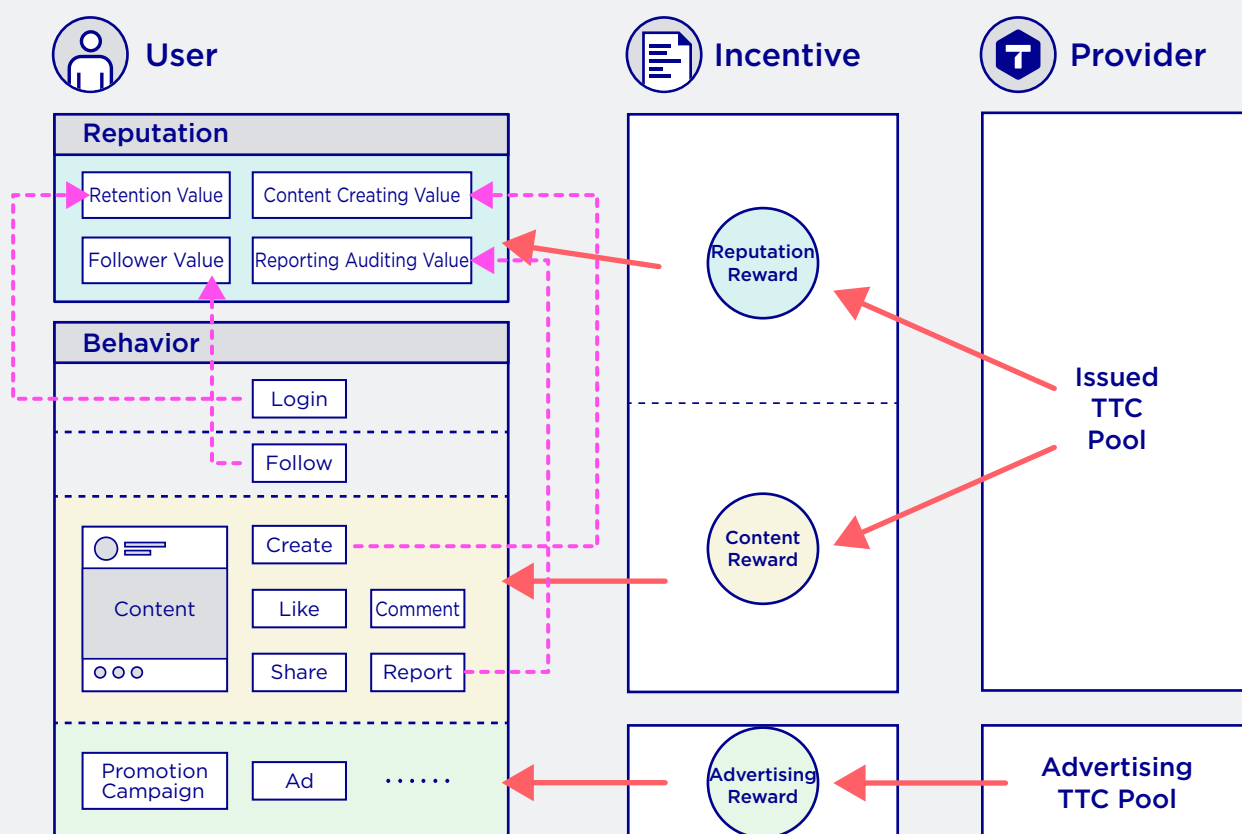 User
Incentive
Provider
Reputation
Retention Value
Content Creating Value
Follower Value
Reporting Auditing Value
Behavior
Login
Follow
Content
Create
Like
Comment
Share
Report
Promotion
Campaign
Ad
......
Reputation
Reward
Content
Reward
Advertising
Reward
Issued
TTC
Pool
Advertising
TTC Pool